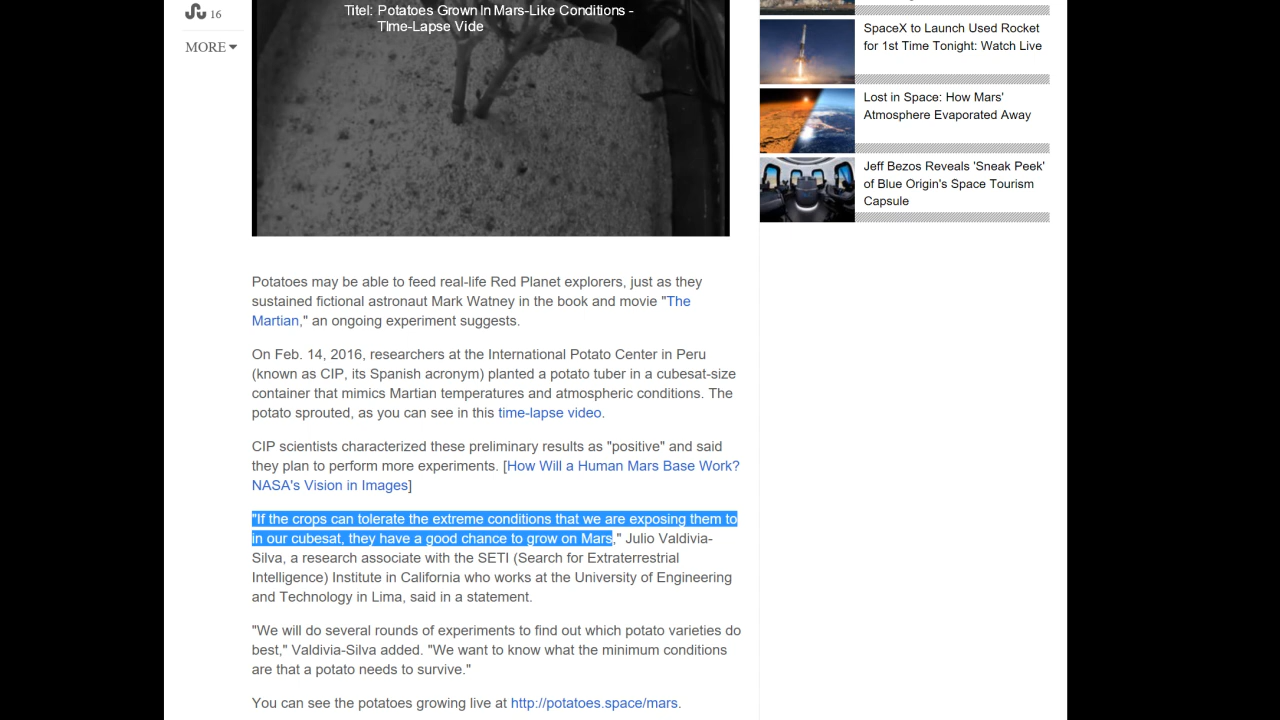 16
MORE
Titel: Potatoes Grown In Mars-Like Conditions -
TIme-Lapse Vide
Potatoes may be able to feed real-life Red Planet explorers, just as they
sustained fictional astronaut Mark Watney in the book and movie "The
Martian," an ongoing experiment suggests.
On Feb. 14, 2016, researchers at the International Potato Center in Peru
(known as CIP, its Spanish acronym) planted a potato tuber in a cubesat-size
container that mimics Martian temperatures and atmospheric conditions. The
potato sprouted, as you can see in this time-lapse video.
CIP scientists characterized these preliminary results as "positive" and said
they plan to perform more experiments. [How Will a Human Mars Base Work?
NASA's Vision in Images]
"If the crops can tolerate the extreme conditions that we are exposing them to
in our cubesat, they have a good chance to grow on Mars," Julio Valdivia-
Silva, a research associate with the SETI (Search for Extraterrestrial
Intelligence) Institute in California who works at the University of Engineering
and Technology in Lima, said in a statement.
"We will do several rounds of experiments to find out which potato varieties do
best," Valdivia-Silva added. "We want to know what the minimum conditions
are that a potato needs to survive."
You can see the potatoes growing live at http://potatoes.space/mars.
SpaceX to Launch Used Rocket
for 1st Time Tonight: Watch Live
Lost in Space: How Mars'
Atmosphere Evaporated Away
Jeff Bezos Reveals 'Sneak Peek'
of Blue Origin's Space Tourism
Capsule